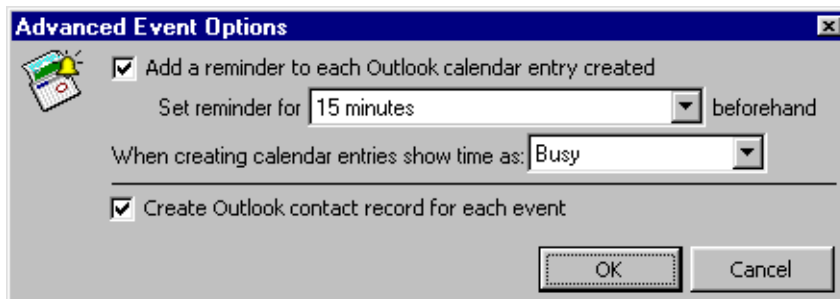 Advanced Event Options
Add a reminder to each Outlook calendar entry created
Set reminder for 15 minutes beforehand
When creating calendar entries show time as: Busy
Create Outlook contact record for each event
OK Cancel